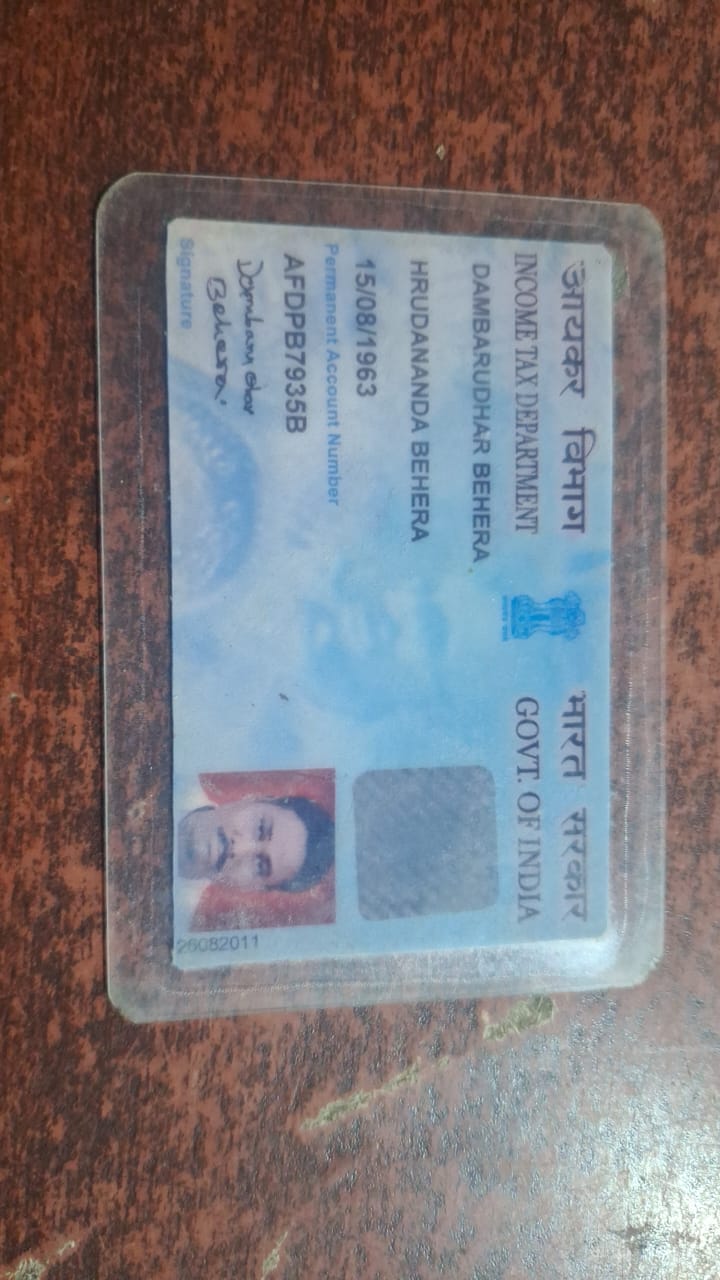 आयकर विभाग
INCOME TAX DEPARTMENT
भारत सरकार
GOVT. OF INDIA
DAMBARUDHAR BEHERA
HRUDANANDA BEHERA
15/08/1963
Permanent Account Number
AFDPB7935B
Behera.
Signature
26082011